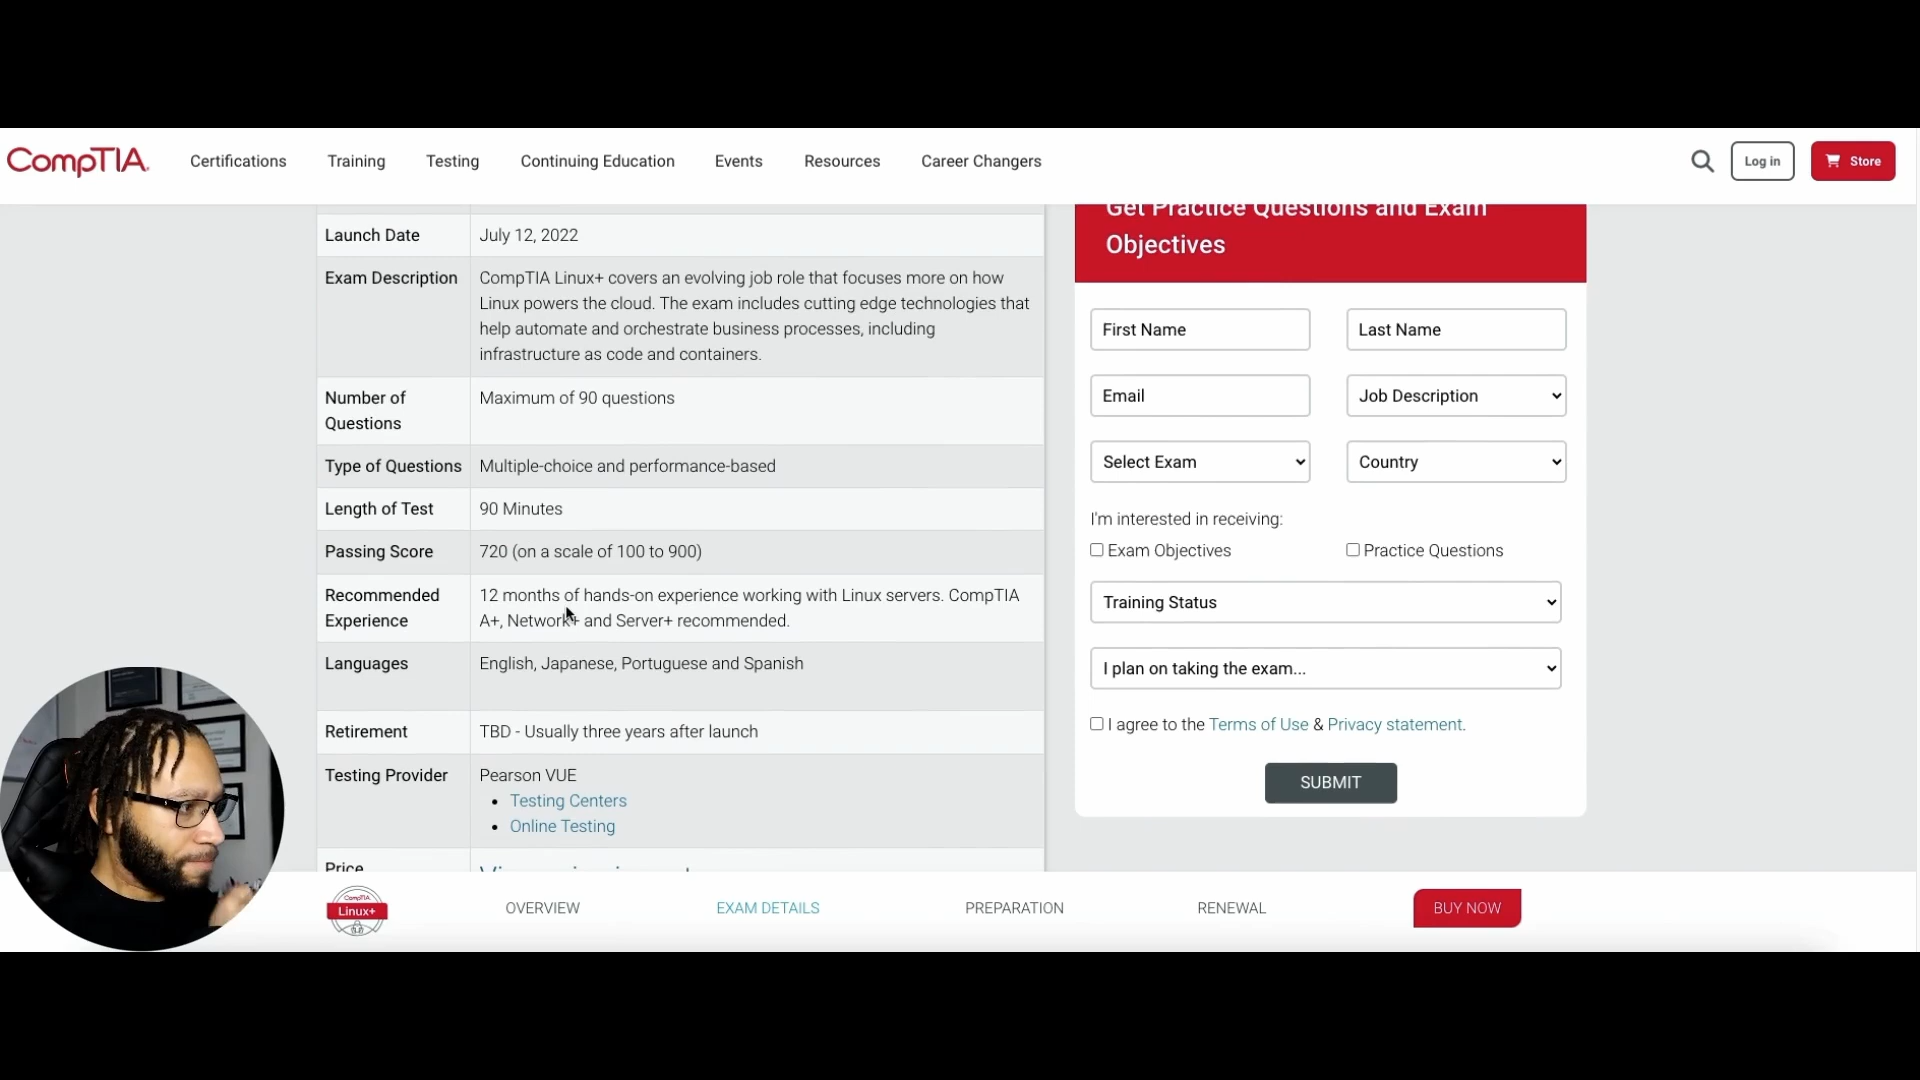 CompTIA.
Certifications
Training
Testing
Continuing Education
Events
Resources
Career Changers
Log in
Store
Launch Date
July 12, 2022
Exam Description
CompTIA Linux+ covers an evolving job role that focuses more on how
Linux powers the cloud. The exam includes cutting edge technologies that
help automate and orchestrate business processes, including
infrastructure as code and containers.
Number of
Questions
Maximum of 90 questions
Type of Questions
Multiple-choice and performance-based
Length of Test
90 Minutes
Passing Score
720 (on a scale of 100 to 900)
Recommended
Experience
12 months of hands-on experience working with Linux servers. CompTIA
A+, Network+ and Server+ recommended.
Languages
English, Japanese, Portuguese and Spanish
Retirement
TBD - Usually three years after launch
Testing Provider
Pearson VUE
• Testing Centers
• Online Testing
Price
Get Practice Questions and Exam
Objectives
First Name
Last Name
Email
Job Description
Select Exam
Country
I'm interested in receiving:
Exam Objectives
Practice Questions
Training Status
I plan on taking the exam...
I agree to the Terms of Use & Privacy statement.
SUBMIT
CompTIA
Linux+
OVERVIEW
EXAM DETAILS
PREPARATION
RENEWAL
BUY NOW